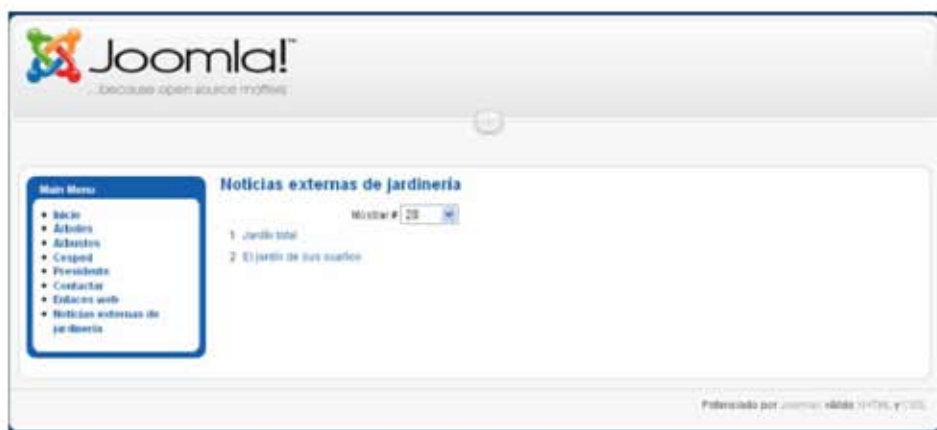 Joomla!™
...because open source matters
Main Menu
Inicio
Árboles
Arbustos
Cesped
Presidente
Contactar
Enlaces web
Noticias externas de
jardinería
Noticias externas de jardinería
Mostrar # 20
1 Jardín total
2 El jardín de sus sueños
Potenciado por Joomla! válido XHTML y CSS.